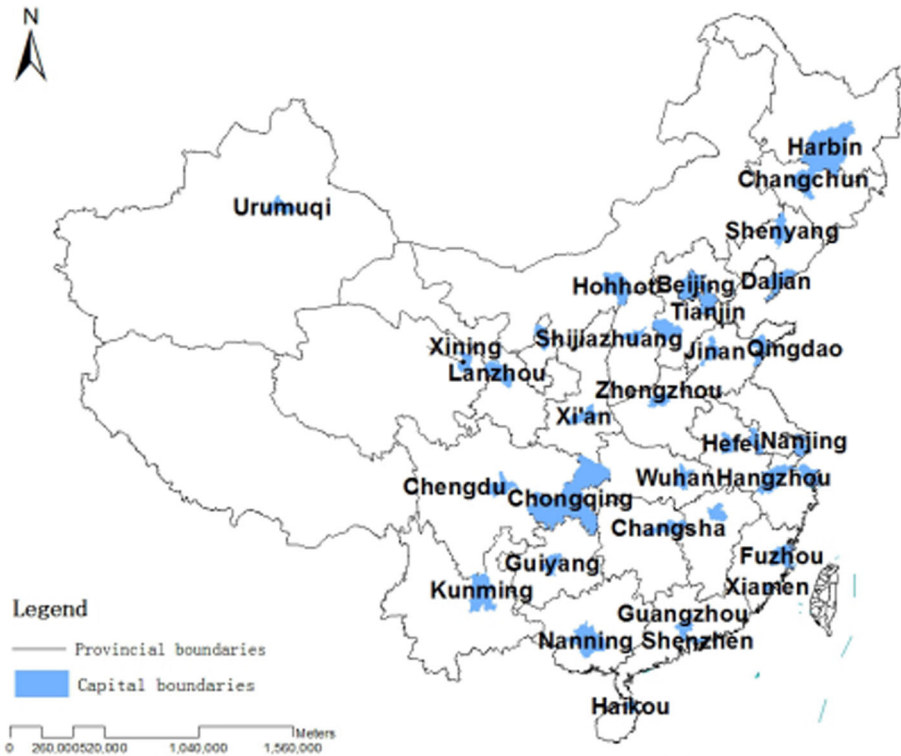 N
Harbin
Changchun
Urumuqi
Shenyang
Hohhot Beijing Dalian
Tianjin
Shijiazhuang Jinan Qingdao
Xining
Lanzhou
Zhengzhou
Xi'an
Hefei Nanjing
Chengdu Chongqing Wuhan Hangzhou
Changsha
Guiyang Fuzhou
Kunming Xiamen
Legend
Guangzhou
Nanning Shenzhen
Provincial boundaries
Capital boundaries
Haikou
Meters
0 260,000520,000 1,040,000 1,560,000